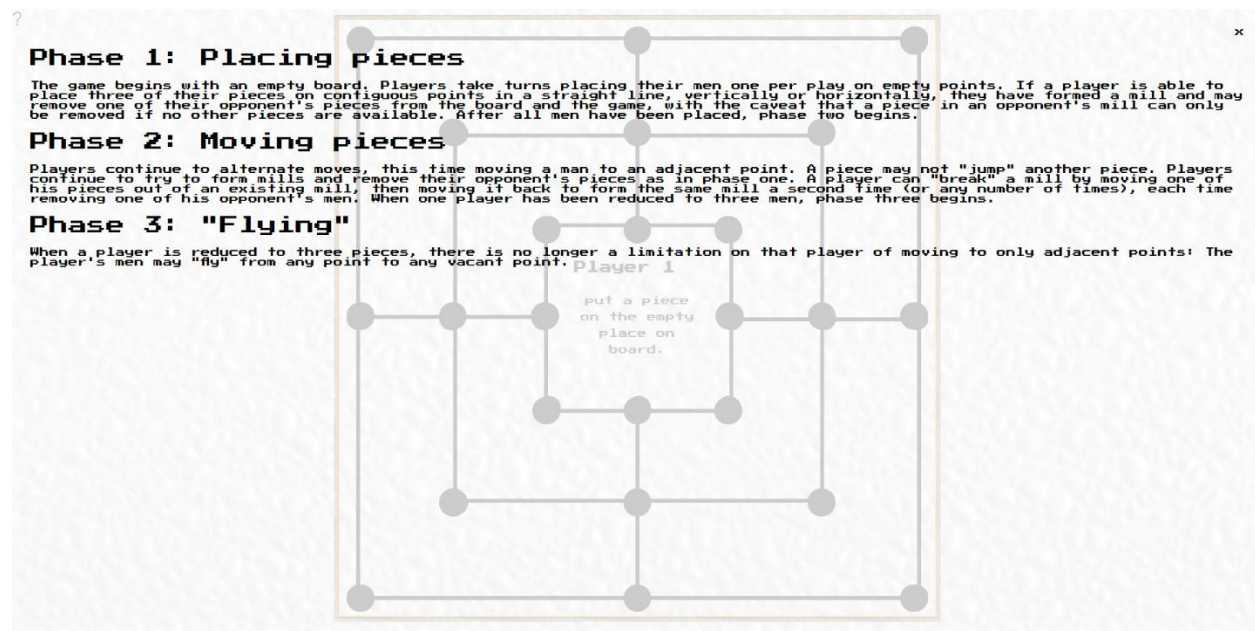 ?
x
Phase 1: Placing pieces
The game begins with an empty board. Players take turns placing their men one per play on empty points. If a player is able to
place three of their pieces on contiguous points in a straight line, vertically or horizontally, they have formed a mill and may
remove one of their opponent's pieces from the board and the game, with the caveat that a piece in an opponent's mill can only
be removed if no other pieces are available. After all men have been placed, phase two begins.
Phase 2: Moving pieces
Players continue to alternate moves, this time moving a man to an adjacent point. A piece may not "jump" another piece. Players
continue to try to form mills and remove their opponent's pieces as in phase one. A player can "break" a mill by moving one of
his pieces out of an existing mill, then moving it back to form the same mill a second time (or any number of times), each time
removing one of his opponent's men. When one player has been reduced to three men, phase three begins.
Phase 3: "Flying"
When a player is reduced to three pieces, there is no longer a limitation on that player of moving to only adjacent points: The
player's men may "fly" from any point to any vacant point.
Player 1
put a piece
on the empty
place on
board.